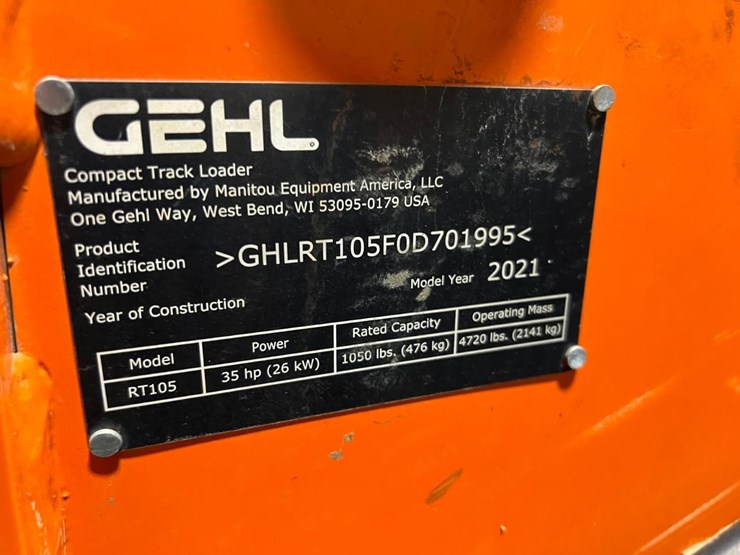 GEHL
Compact Track Loader
Manufactured by Manitou Equipment America, LLC
One Gehl Way, West Bend, WI 53095-0179 USA
Product
Identification
Number
>GHLRT105F0D701995<
Model Year 2021
Year of Construction
Model Power Rated Capacity Operating Mass
RT105 35 hp (26 kW) 1050 lbs. (476 kg) 4720 lbs. (2141 kg)